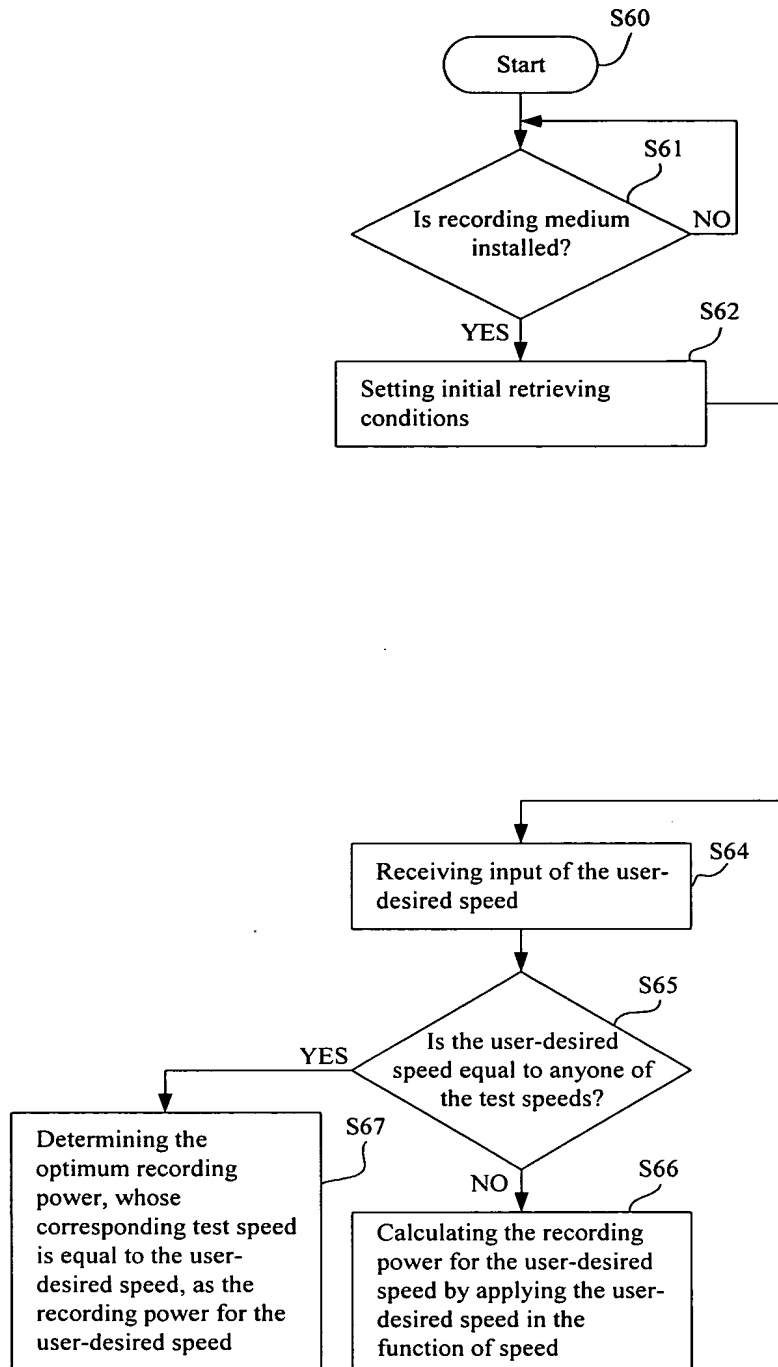 S60
Start
S61
Is recording medium
installed?
NO
YES
S62
Setting initial retrieving
conditions
S64
Receiving input of the user-
desired speed
S65
Is the user-desired
speed equal to anyone of
the test speeds?
YES
NO
S67
Determining the
optimum recording
power, whose
corresponding test speed
is equal to the user-
desired speed, as the
recording power for the
user-desired speed
S66
Calculating the recording
power for the user-desired
speed by applying the user-
desired speed in the
function of speed